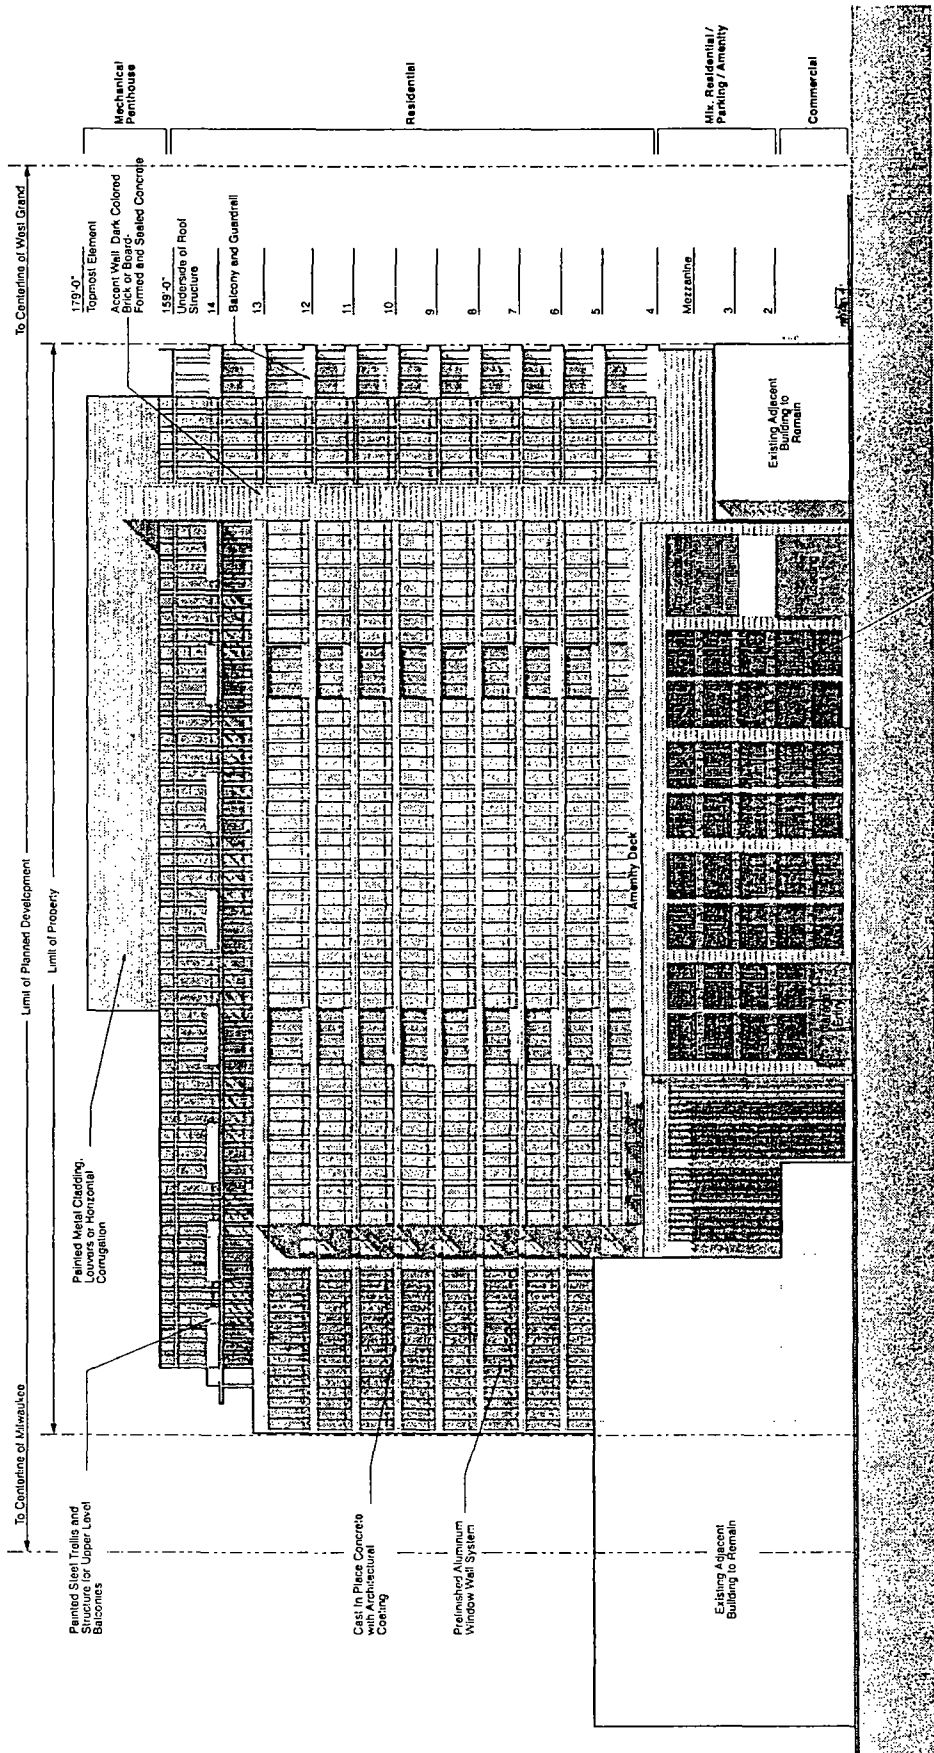 To Centerline of Milwaukee
Limit of Planned Development
To Centerline of West Grand
Limit of Property
Painted Steel Trellis and
Structure for Upper Level
Balconies
Painted Metal Cladding,
Louvers or Horizontal
Corrugation
179'-0"
Topmost Element
Accent Wall Dark Colored
Brick or Board-
Formed and Sealed Concrete
159'-0"
Underside of Roof
Structure
14
Balcony and Guardrail
13
12
11
10
9
8
7
6
5
4
Mezzanine
3
2
Mechanical
Penthouse
Residential
Mix. Residential /
Parking / Amenity
Commercial
Cast In Place Concrete
with Architectural
Coating
Prefinished Aluminum
Window Wall System
Amenity Deck
Existing Adjacent
Building to Remain
Existing Adjacent
Building to
Remain
Entry